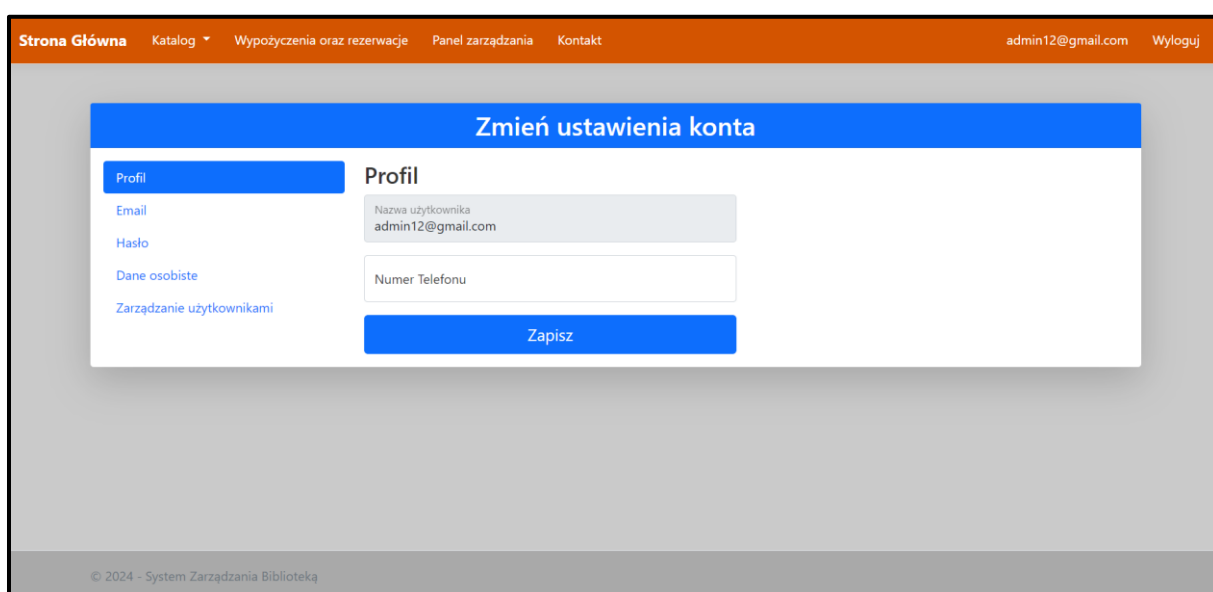 Strona Główna Katalog Wypożyczenia oraz rezerwacje Panel zarządzania Kontakt admin12@gmail.com Wyloguj
Zmień ustawienia konta
Profil
Email
Hasło
Dane osobiste
Zarządzanie użytkownikami
Profil
Nazwa użytkownika
admin12@gmail.com
Numer Telefonu
Zapisz
© 2024 - System Zarządzania Biblioteką